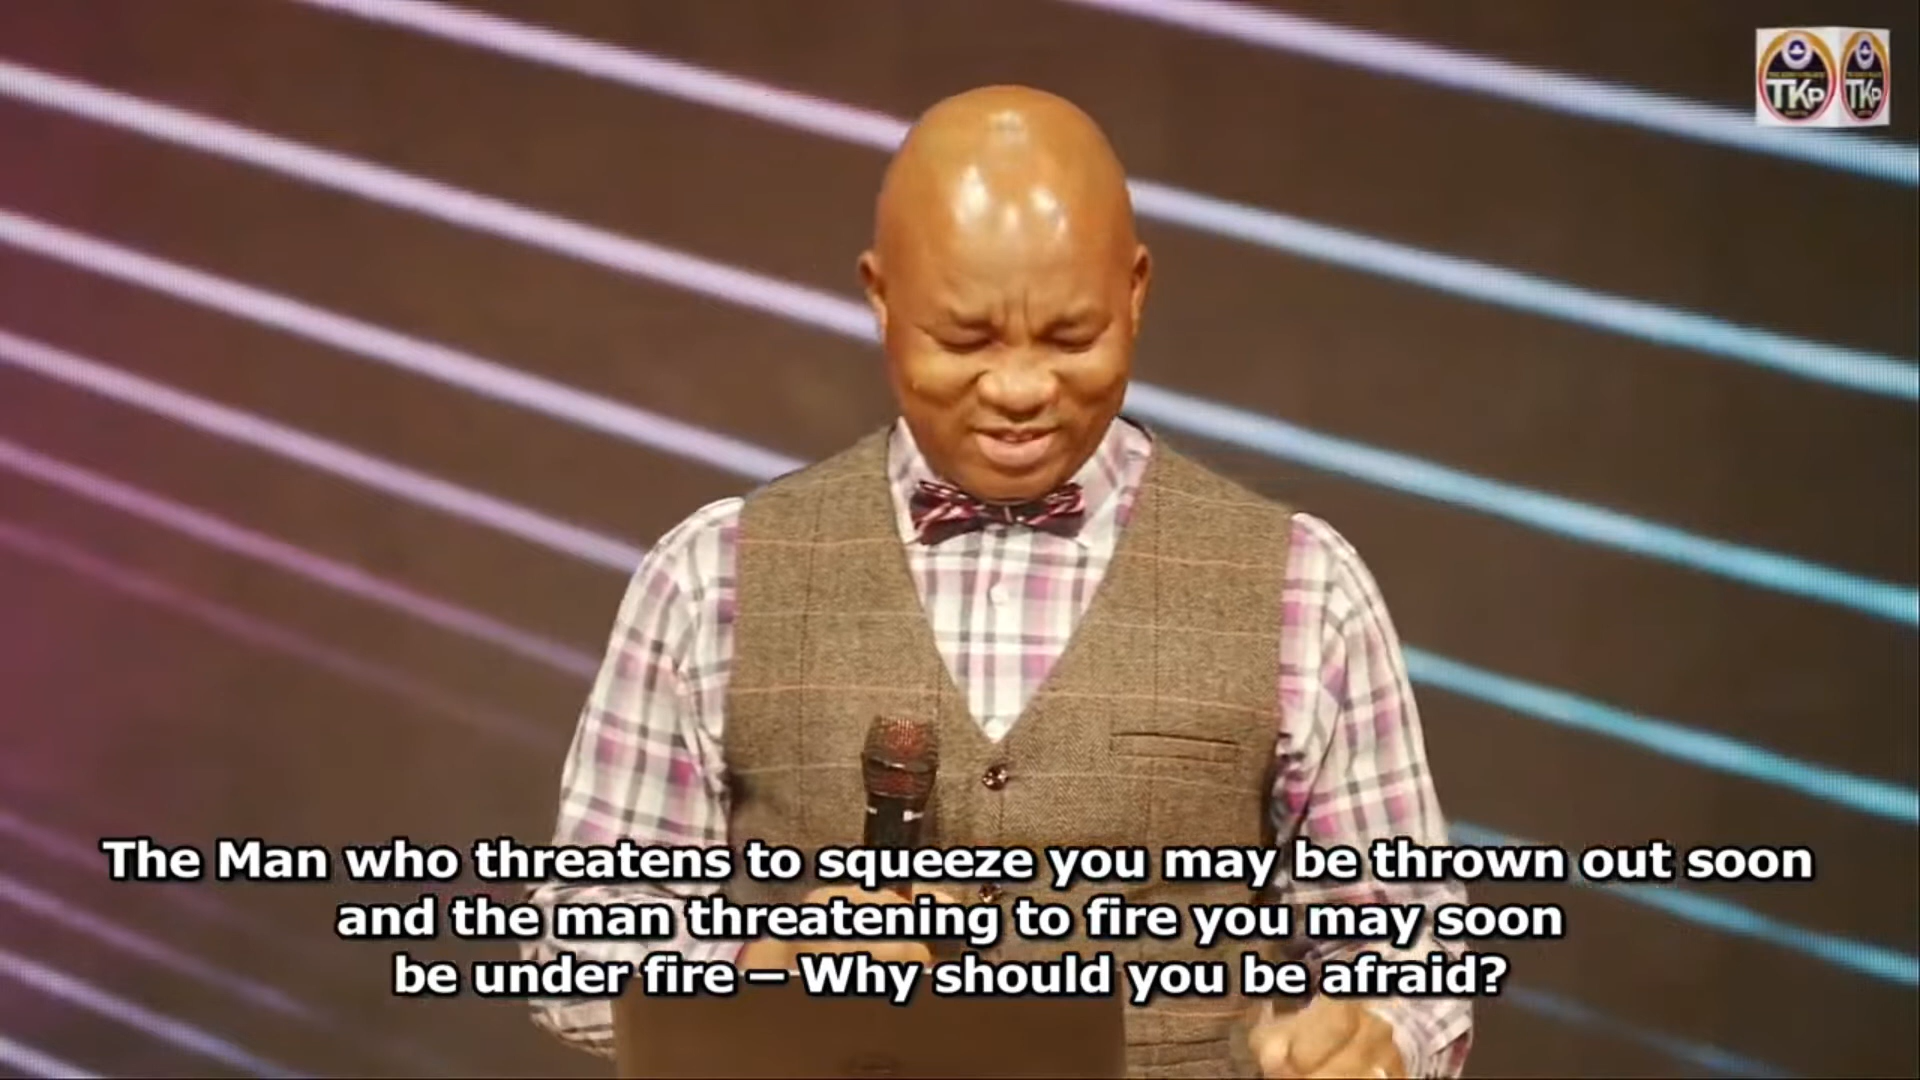 TKP TKP
The Man who threatens to squeeze you may be thrown out soon
and the man threatening to fire you may soon
be under fire – Why should you be afraid?